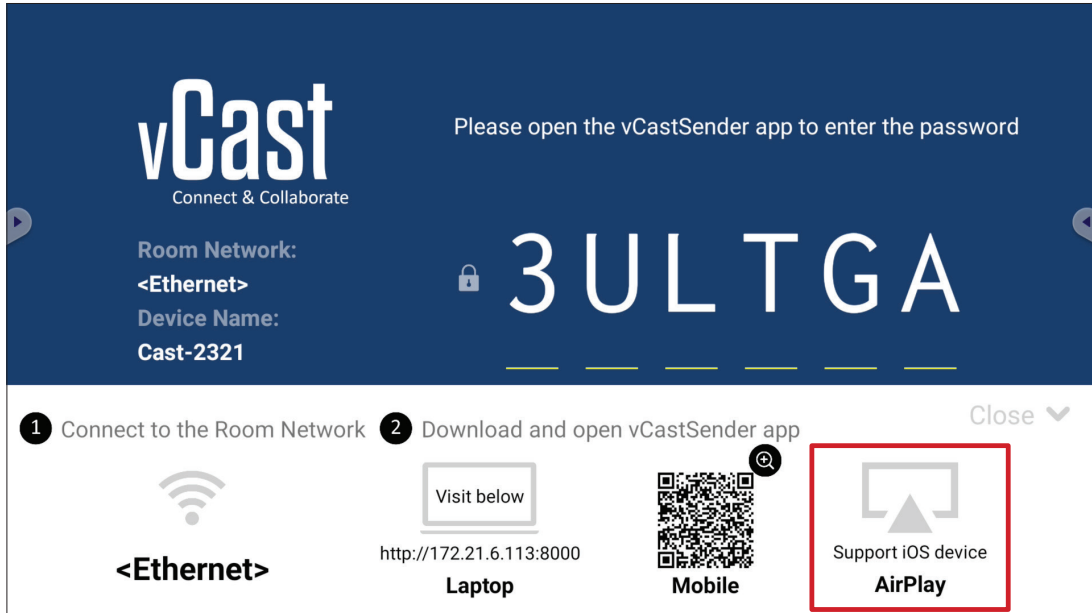 vCast
Connect & Collaborate
Please open the vCastSender app to enter the password
Room Network:
<Ethernet>
Device Name:
Cast-2321
3ULTGA
Close
1 Connect to the Room Network
2 Download and open vCastSender app
<Ethernet>
Visit below
http://172.21.6.113:8000
Laptop
Mobile
Support iOS device
AirPlay